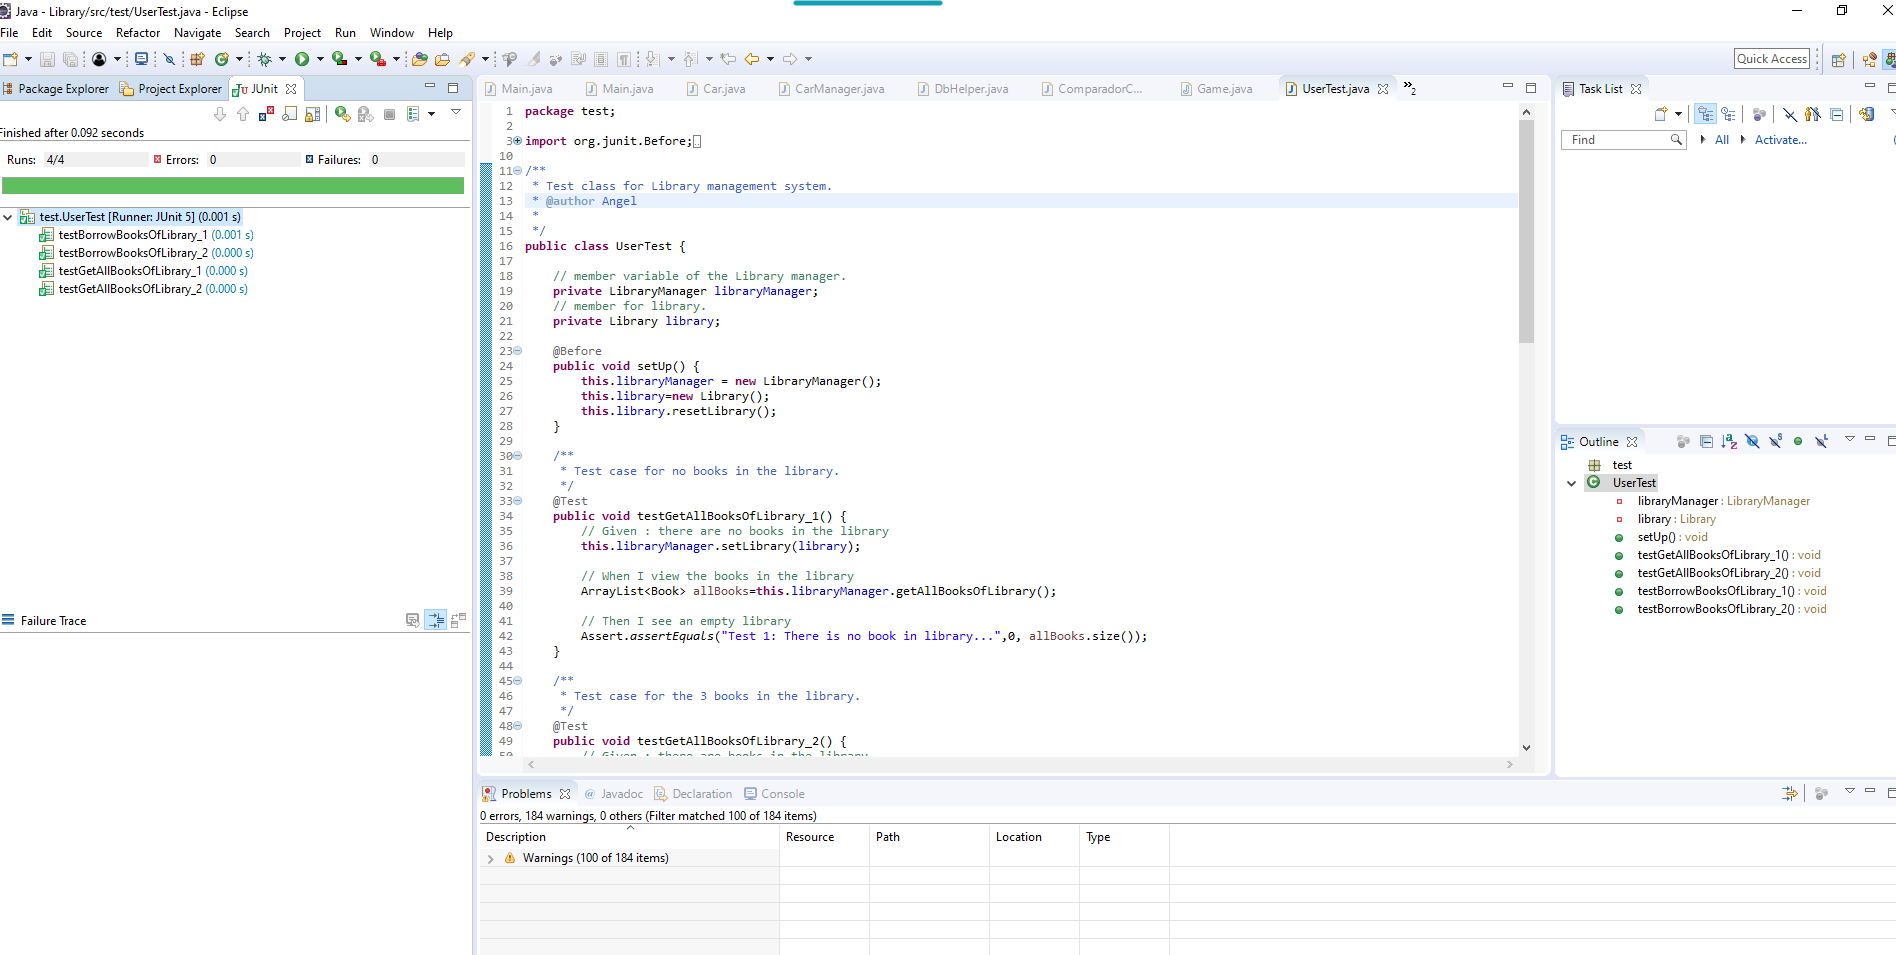 Java - Library/src/test/UserTest.java - Eclipse
File Edit Source Refactor Navigate Search Project Run Window Help
Quick Access
Package Explorer Project Explorer JUnit
Finished after 0.092 seconds
Runs: 4/4 Errors: 0 Failures: 0
test.UserTest [Runner: JUnit 5] (0.001 s)
testBorrowBooksOfLibrary_1 (0.001 s)
testBorrowBooksOfLibrary_2 (0.000 s)
testGetAllBooksOfLibrary_1 (0.000 s)
testGetAllBooksOfLibrary_2 (0.000 s)
Failure Trace
Main.java Main.java Car.java CarManager.java DbHelper.java ComparadorC... Game.java UserTest.java »2
1 package test;
2
3 import org.junit.Before;
10
11 /**
12 * Test class for Library management system.
13 * @author Angel
14 *
15 */
16 public class UserTest {
17
18 // member variable of the Library manager.
19 private LibraryManager libraryManager;
20 // member for library.
21 private Library library;
22
23 @Before
24 public void setUp() {
25 this.libraryManager = new LibraryManager();
26 this.library=new Library();
27 this.library.resetLibrary();
28 }
29
30 /**
31 * Test case for no books in the library.
32 */
33 @Test
34 public void testGetAllBooksOfLibrary_1() {
35 // Given : there are no books in the library
36 this.libraryManager.setLibrary(library);
37
38 // When I view the books in the library
39 ArrayList<Book> allBooks=this.libraryManager.getAllBooksOfLibrary();
40
41 // Then I see an empty library
42 Assert.assertEquals("Test 1: There is no book in library...",0, allBooks.size());
43 }
44
45 /**
46 * Test case for the 3 books in the library.
47 */
48 @Test
49 public void testGetAllBooksOfLibrary_2() {
50 // Given : there are books in the library
Task List
Find All Activate...
Outline
test
UserTest
libraryManager : LibraryManager
library : Library
setUp() : void
testGetAllBooksOfLibrary_1() : void
testGetAllBooksOfLibrary_2() : void
testBorrowBooksOfLibrary_1() : void
testBorrowBooksOfLibrary_2() : void
Problems @ Javadoc Declaration Console
0 errors, 184 warnings, 0 others (Filter matched 100 of 184 items)
Description Resource Path Location Type
Warnings (100 of 184 items)